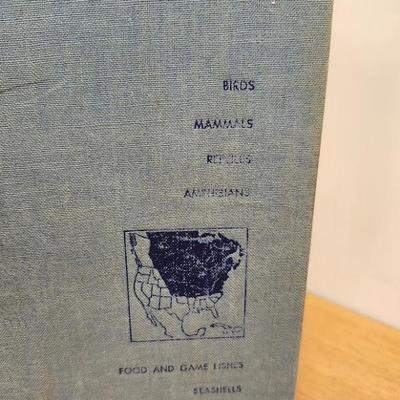 BIRDS
MAMMALS
REPTILES
AMPHIBIANS
FOOD AND GAME FISHES
SEASHELLS